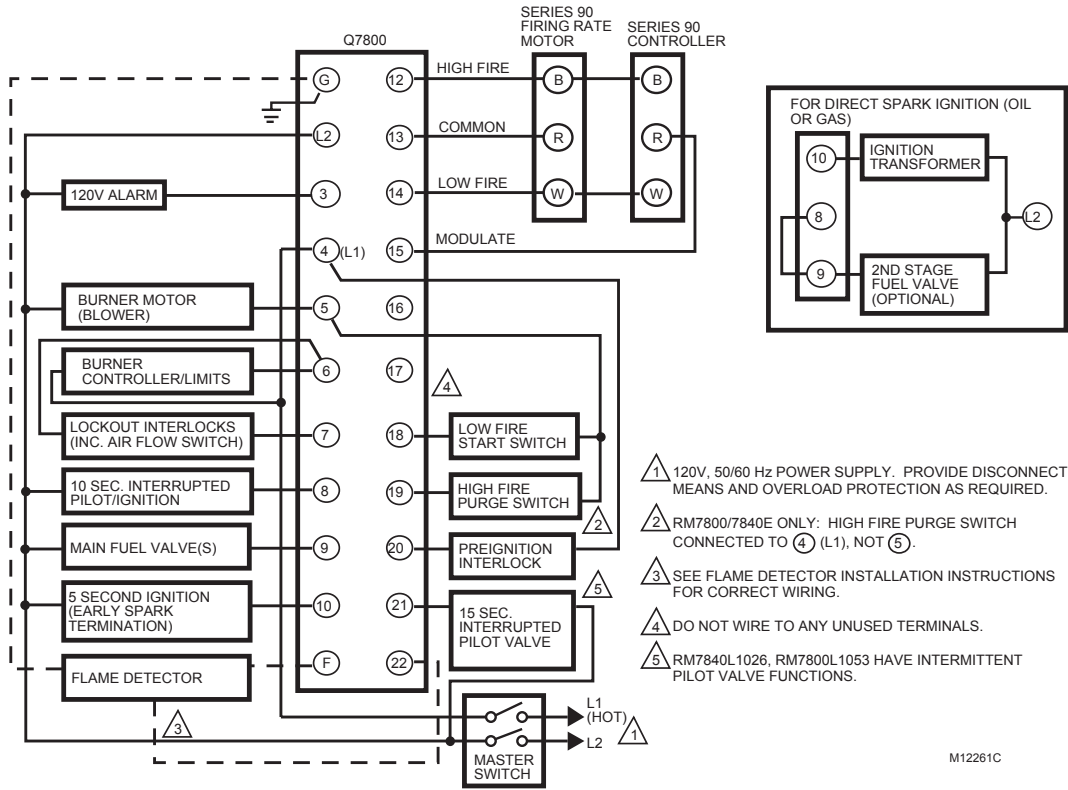 Q7800
SERIES 90
FIRING RATE
MOTOR
SERIES 90
CONTROLLER
G
12
HIGH FIRE
B
B
L2
13
COMMON
R
R
120V ALARM
3
14
LOW FIRE
W
W
4
(L1)
15
MODULATE
BURNER MOTOR
(BLOWER)
5
16
BURNER
CONTROLLER/LIMITS
6
17
4
LOCKOUT INTERLOCKS
(INC. AIR FLOW SWITCH)
7
18
LOW FIRE
START SWITCH
10 SEC. INTERRUPTED
PILOT/IGNITION
8
19
HIGH FIRE
PURGE SWITCH
2
MAIN FUEL VALVE(S)
9
20
PREIGNITION
INTERLOCK
5
5 SECOND IGNITION
(EARLY SPARK
TERMINATION)
10
21
15 SEC.
INTERRUPTED
PILOT VALVE
FLAME DETECTOR
F
22
3
L1
(HOT)
1
L2
MASTER
SWITCH
FOR DIRECT SPARK IGNITION (OIL
OR GAS)
10
IGNITION
TRANSFORMER
8
L2
9
2ND STAGE
FUEL VALVE
(OPTIONAL)
1 120V, 50/60 Hz POWER SUPPLY. PROVIDE DISCONNECT
MEANS AND OVERLOAD PROTECTION AS REQUIRED.
2 RM7800/7840E ONLY: HIGH FIRE PURGE SWITCH
CONNECTED TO 4 (L1), NOT 5.
3 SEE FLAME DETECTOR INSTALLATION INSTRUCTIONS
FOR CORRECT WIRING.
4 DO NOT WIRE TO ANY UNUSED TERMINALS.
5 RM7840L1026, RM7800L1053 HAVE INTERMITTENT
PILOT VALVE FUNCTIONS.
M12261C